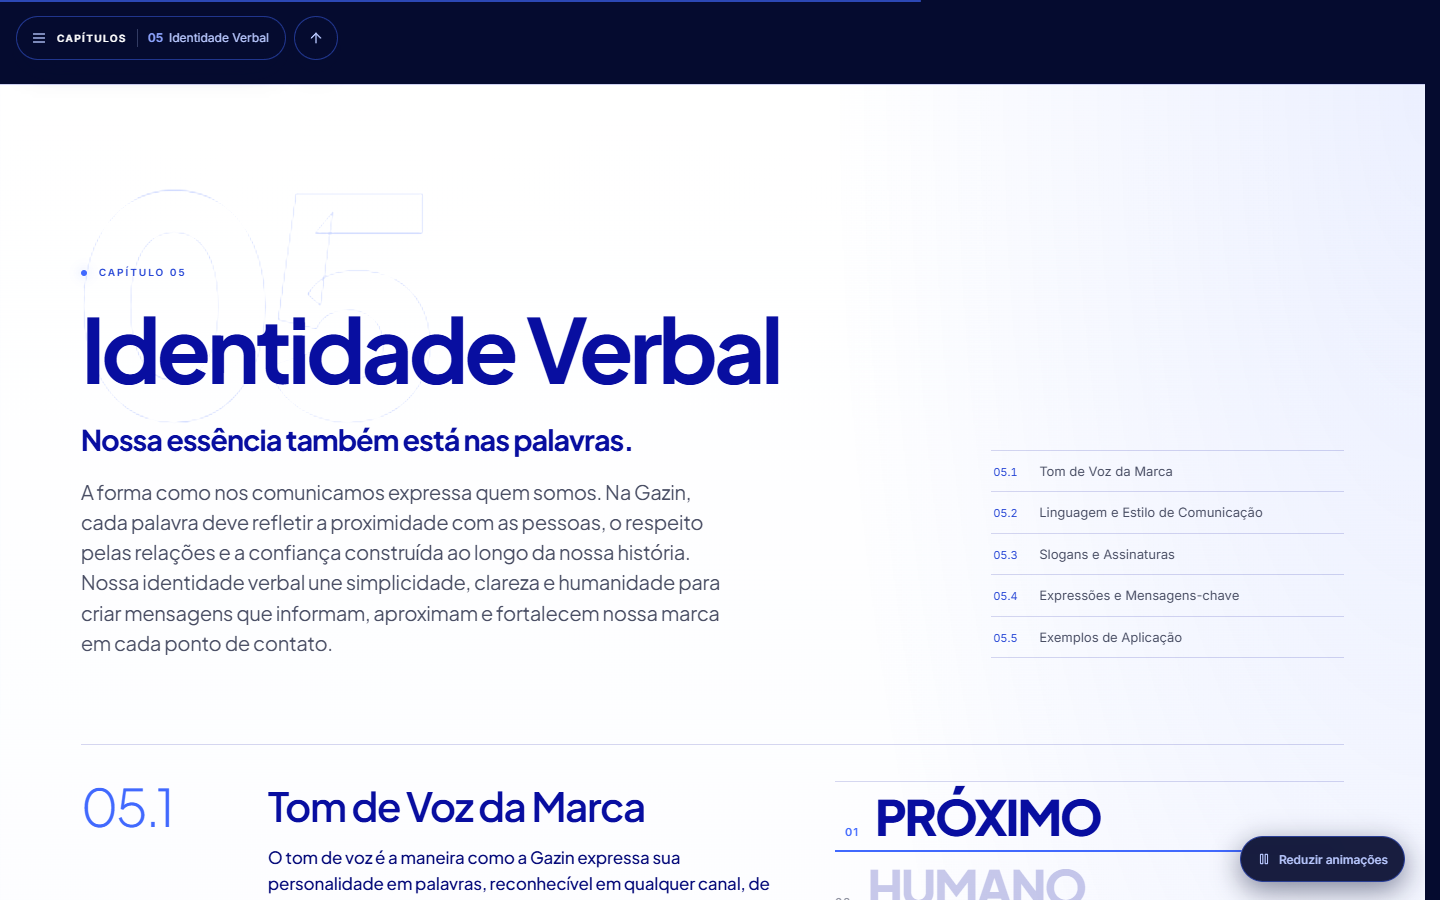 CAPÍTULOS
05 Identidade Verbal
05
CAPÍTULO 05
Identidade Verbal
Nossa essência também está nas palavras.
A forma como nos comunicamos expressa quem somos. Na Gazin,
cada palavra deve refletir a proximidade com as pessoas, o respeito
pelas relações e a confiança construída ao longo da nossa história.
Nossa identidade verbal une simplicidade, clareza e humanidade para
criar mensagens que informam, aproximam e fortalecem nossa marca
em cada ponto de contato.
05.1 Tom de Voz da Marca
05.2 Linguagem e Estilo de Comunicação
05.3 Slogans e Assinaturas
05.4 Expressões e Mensagens-chave
05.5 Exemplos de Aplicação
05.1
Tom de Voz da Marca
O tom de voz é a maneira como a Gazin expressa sua
personalidade em palavras, reconhecível em qualquer canal, de
01 PRÓXIMO
HUMANO
Reduzir animações